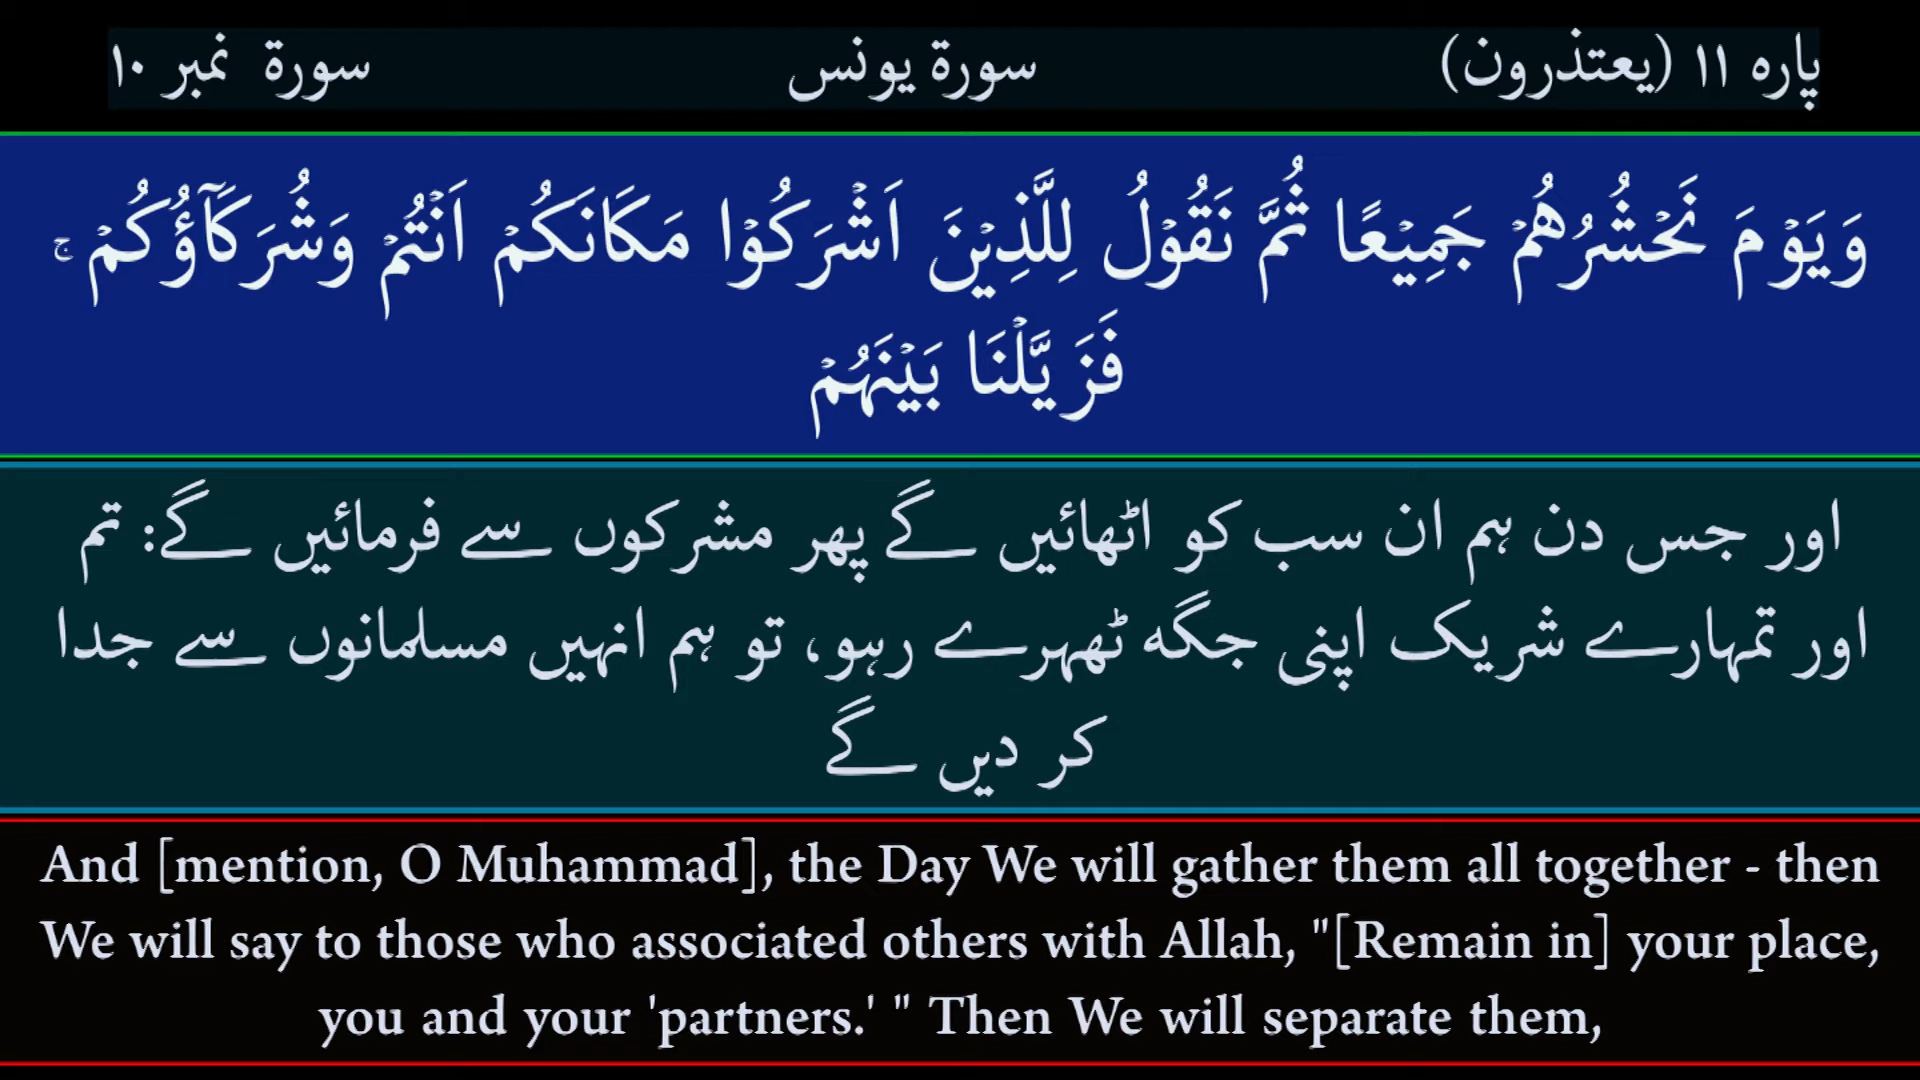 پارہ ۱۱ (یعتذرون) سورۃ یونس سورۃ نمبر ۱۰
وَيَوۡمَ نَحۡشُرُهُمۡ جَمِيۡعًا ثُمَّ نَقُوۡلُ لِلَّذِيۡنَ اَشۡرَكُوۡا مَكَانَكُمۡ اَنۡتُمۡ وَشُرَكَآؤُكُمۡ‌ ۚ
فَزَيَّلۡنَا بَيۡنَهُمۡ
اور جس دن ہم ان سب کو اٹھائیں گے پھر مشرکوں سے فرمائیں گے: تم
اور تمہارے شریک اپنی جگہ ٹھہرے رہو، تو ہم انہیں مسلمانوں سے جدا
کر دیں گے
And [mention, O Muhammad], the Day We will gather them all together - then
We will say to those who associated others with Allah, "[Remain in] your place,
you and your 'partners.' " Then We will separate them,